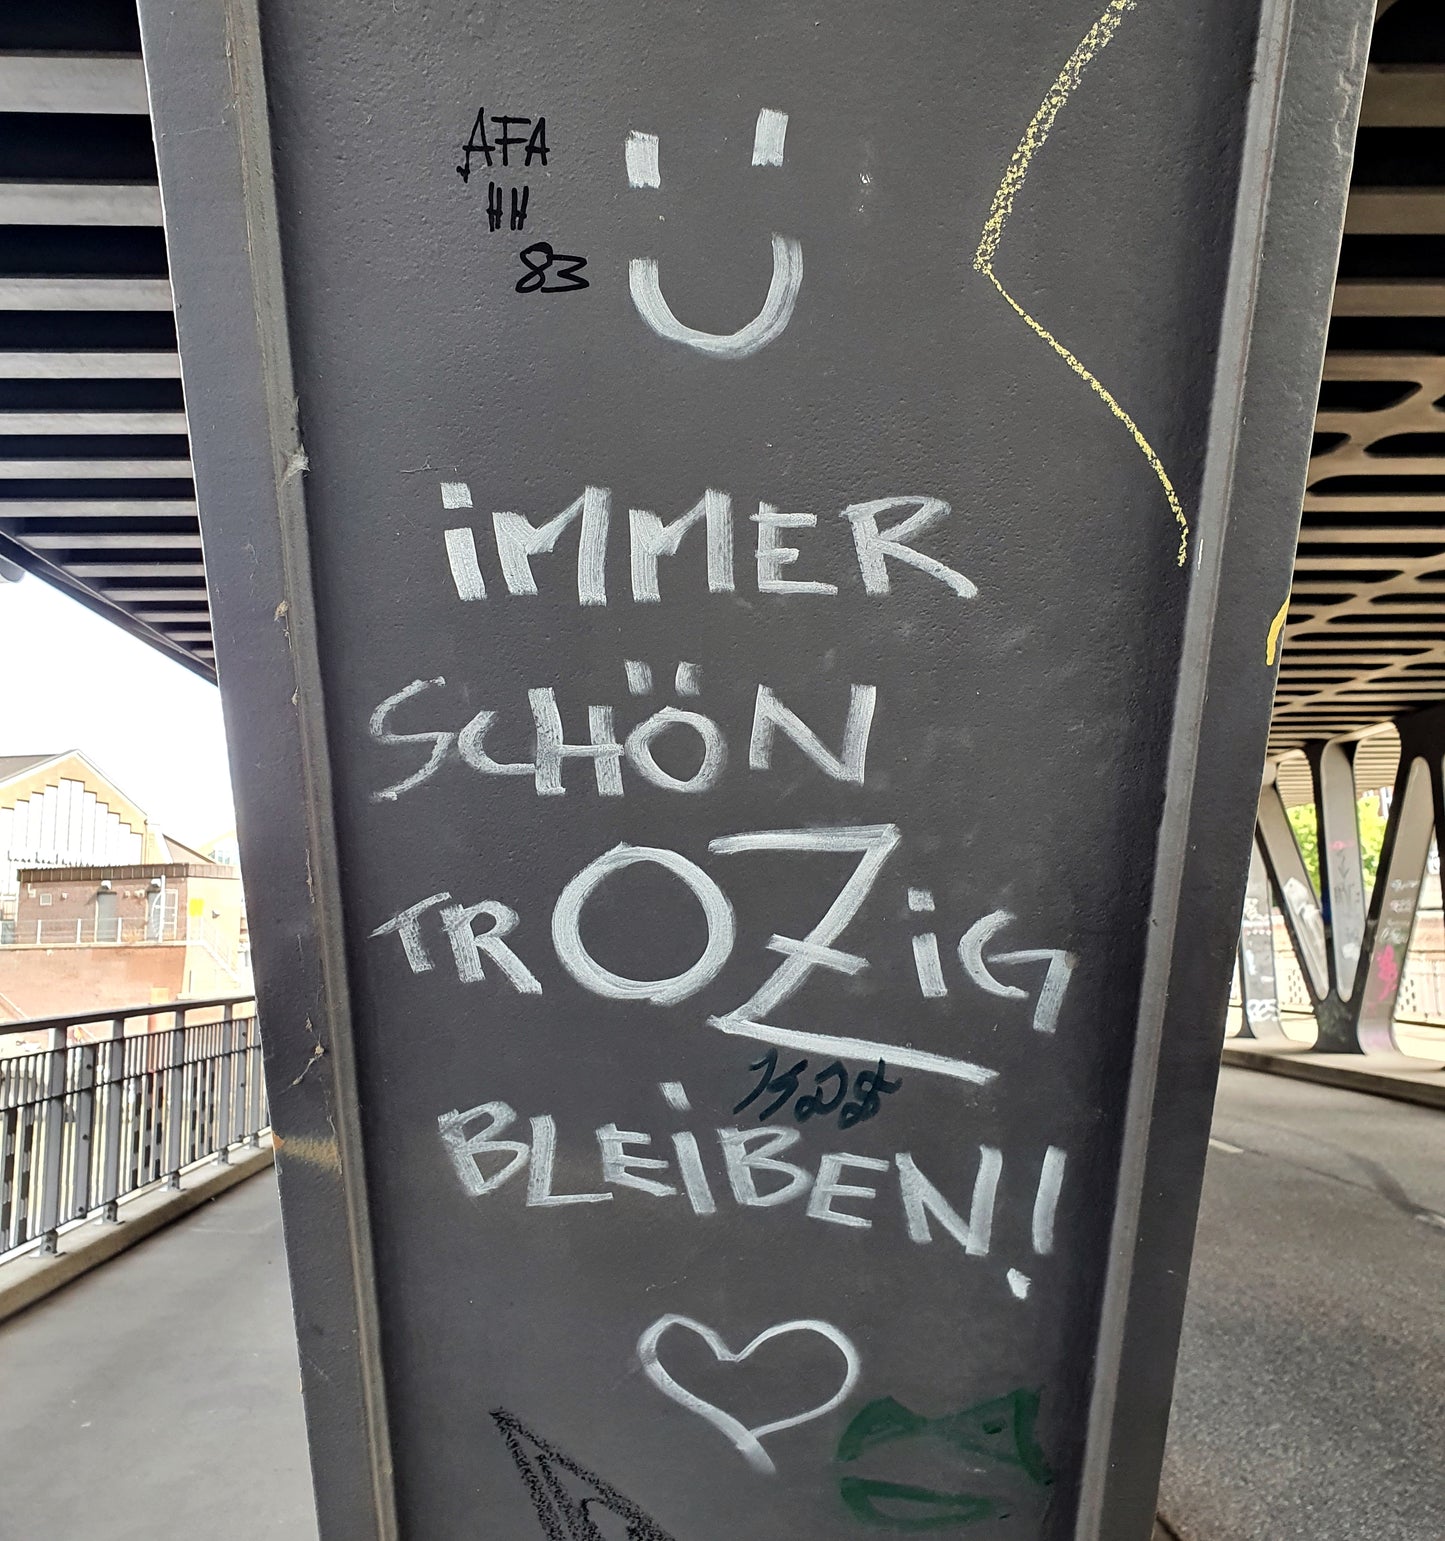 AFA
HH
83
iMMER
SCHÖN
TROZiG
BLEiBEN!